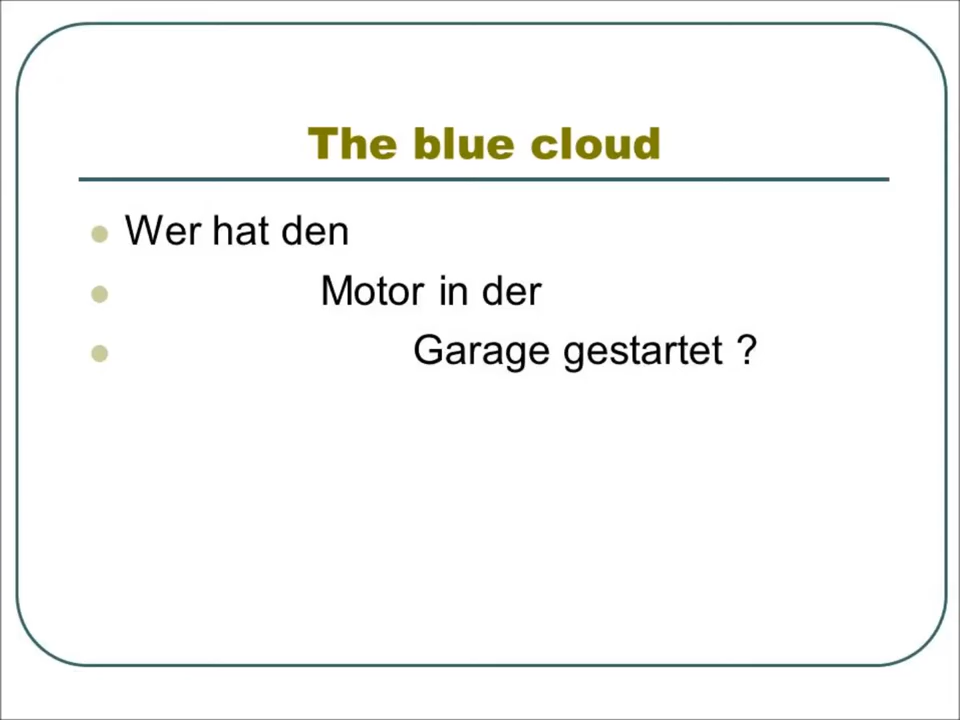 The blue cloud
Wer hat den
Motor in der
Garage gestartet ?